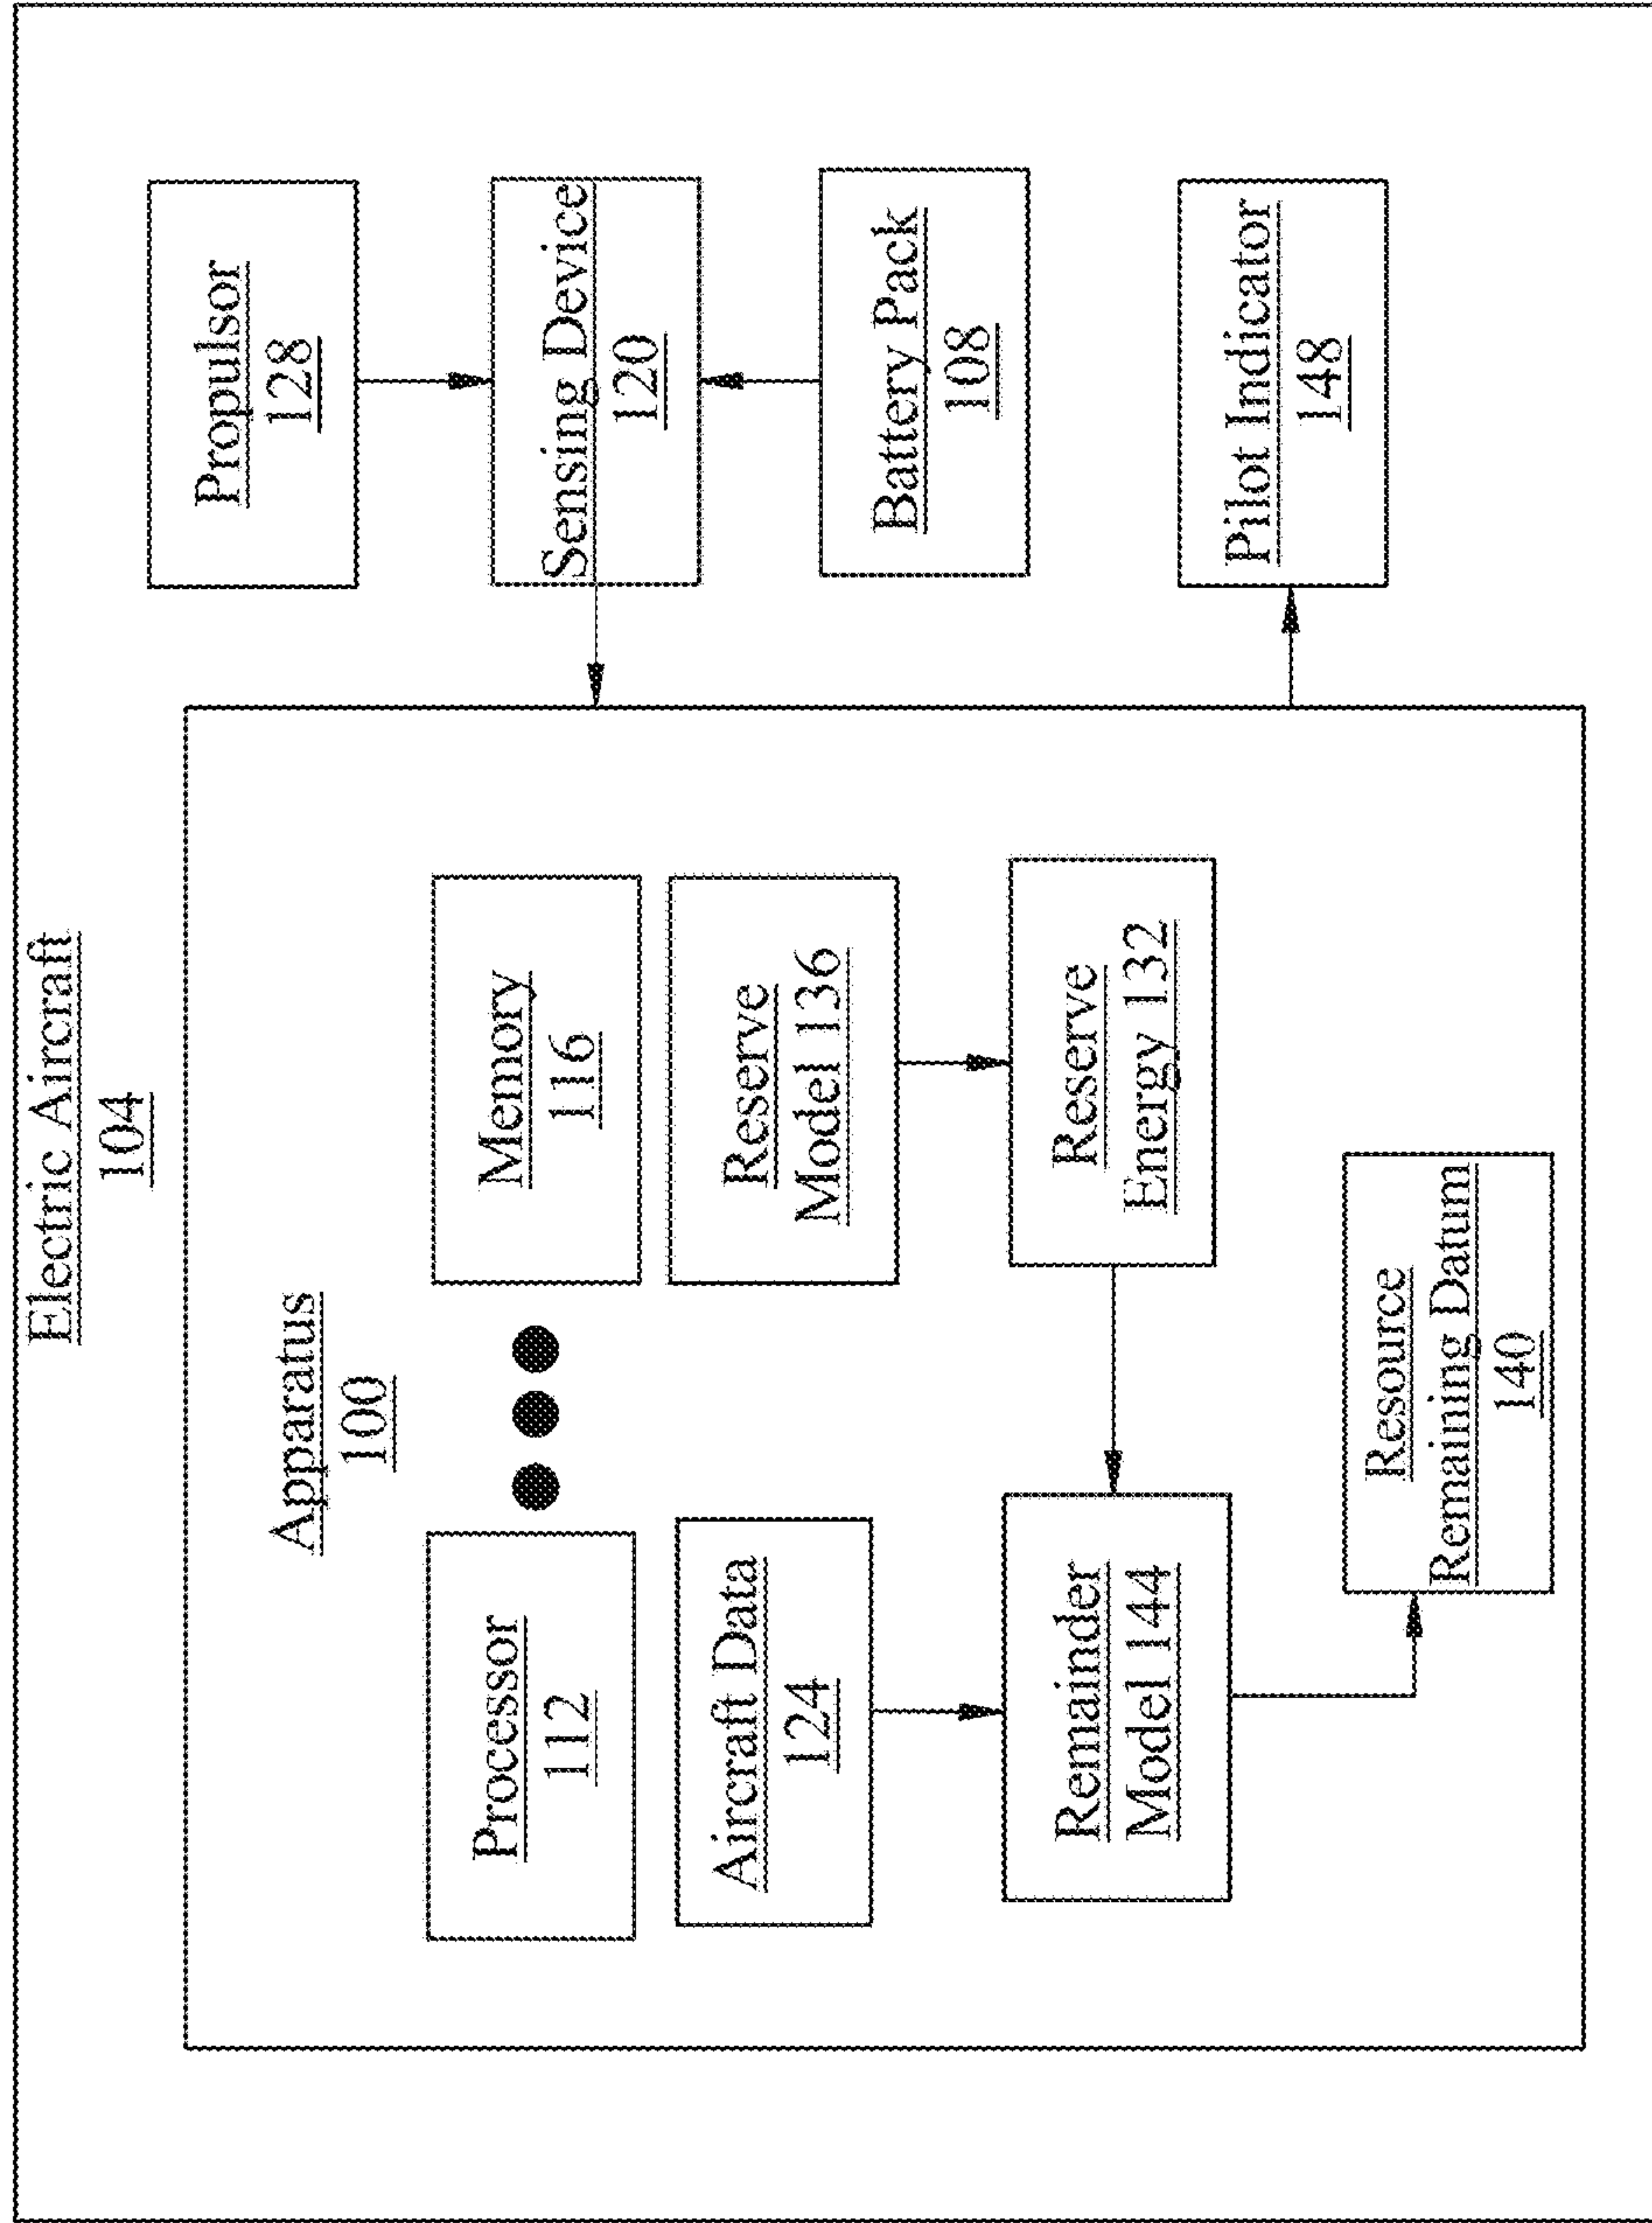 Electric Aircraft
104
Apparatus
100
Processor
112
Memory
116
Aircraft Data
124
Reserve
Model 136
Remainder
Model 144
Reserve
Energy 132
Resource
Remaining Datum
140
Propulsor
128
Sensing Device
120
Battery Pack
108
Pilot Indicator
148